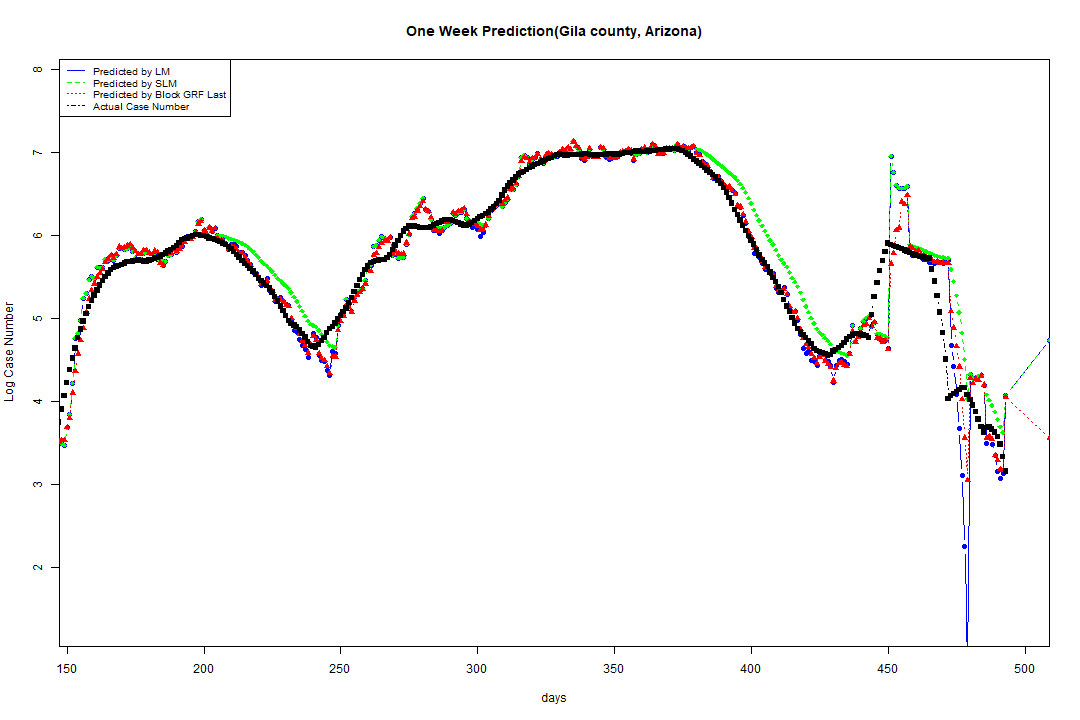 One Week Prediction(Gila county, Arizona)
Predicted by LM
Predicted by SLM
Predicted by Block GRF Last
Actual Case Number
8
7
6
5
4
3
2
Log Case Number
150 200 250 300 350 400 450 500
days